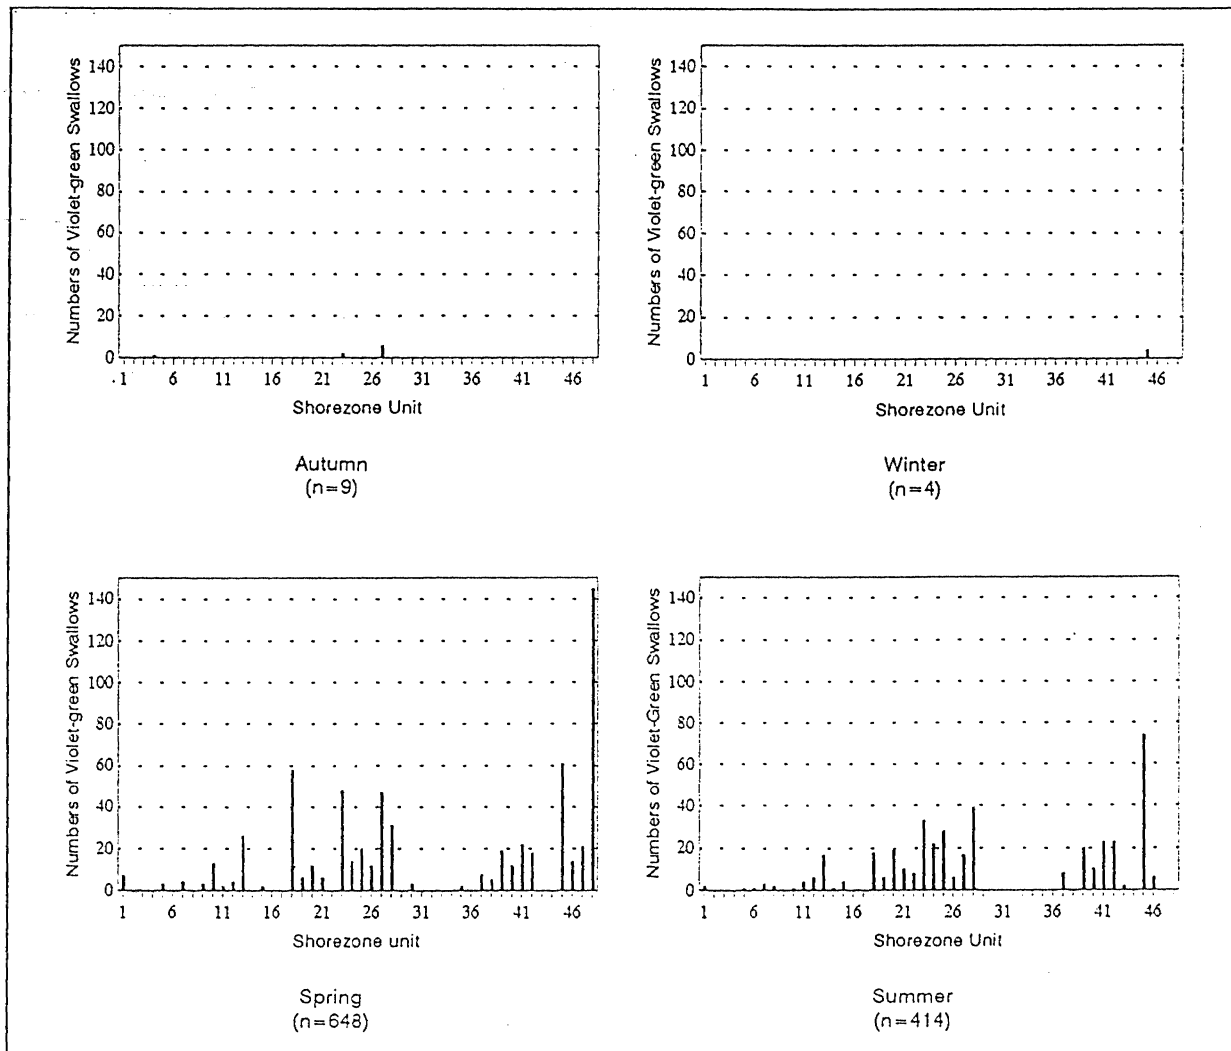 Numbers of Violet-green Swallows
140
120
100
80
60
40
20
0
1 6 11 16 21 26 31 36 41 46
Shorezone Unit
Autumn
(n=9)
Numbers of Violet-green Swallows
140
120
100
80
60
40
20
0
1 6 11 16 21 26 31 36 41 46
Shorezone Unit
Winter
(n=4)
Numbers of Violet-green Swallows
140
120
100
80
60
40
20
0
1 6 11 16 21 26 31 36 41 46
Shorezone unit
Spring
(n=648)
Numbers of Violet-Green Swallows
140
120
100
80
60
40
20
0
1 6 11 16 21 26 31 36 41 46
Shorezone Unit
Summer
(n=414)